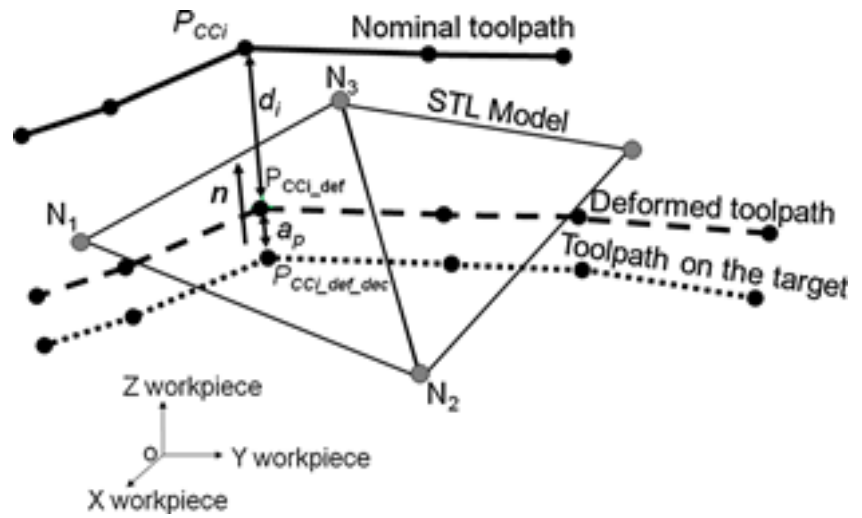 P_CCi
Nominal toolpath
N_3
STL Model
d_i
n
P_CCi_def
N_1
Deformed toolpath
a_p
Toolpath on the target
P_CCi_def_dec
N_2
Z workpiece
O
Y workpiece
X workpiece